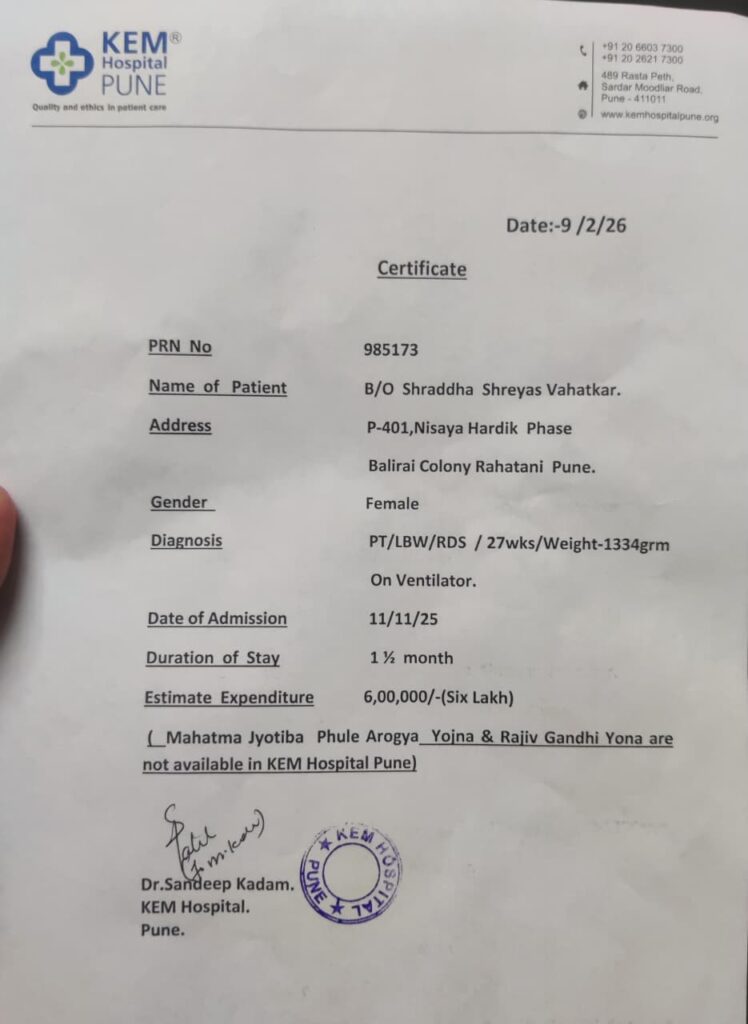 KEM®
Hospital
PUNE
Quality and ethics in patient care
+91 20 6603 7300
+91 20 2621 7300
489 Rasta Peth,
Sardar Moodliar Road,
Pune - 411011
www.kemhospitalpune.org
Date:-9 /2/26
Certificate
PRN No 985173
Name of Patient B/O Shraddha Shreyas Vahatkar.
Address P-401,Nisaya Hardik Phase
Balirai Colony Rahatani Pune.
Gender Female
Diagnosis PT/LBW/RDS / 27wks/Weight-1334grm
On Ventilator.
Date of Admission 11/11/25
Duration of Stay 1 ½ month
Estimate Expenditure 6,00,000/-(Six Lakh)
( Mahatma Jyotiba Phule Arogya Yojna & Rajiv Gandhi Yona are
not available in KEM Hospital Pune)
Dr.Sandeep Kadam.
KEM Hospital.
Pune.
KEM HOSPITAL
PUNE